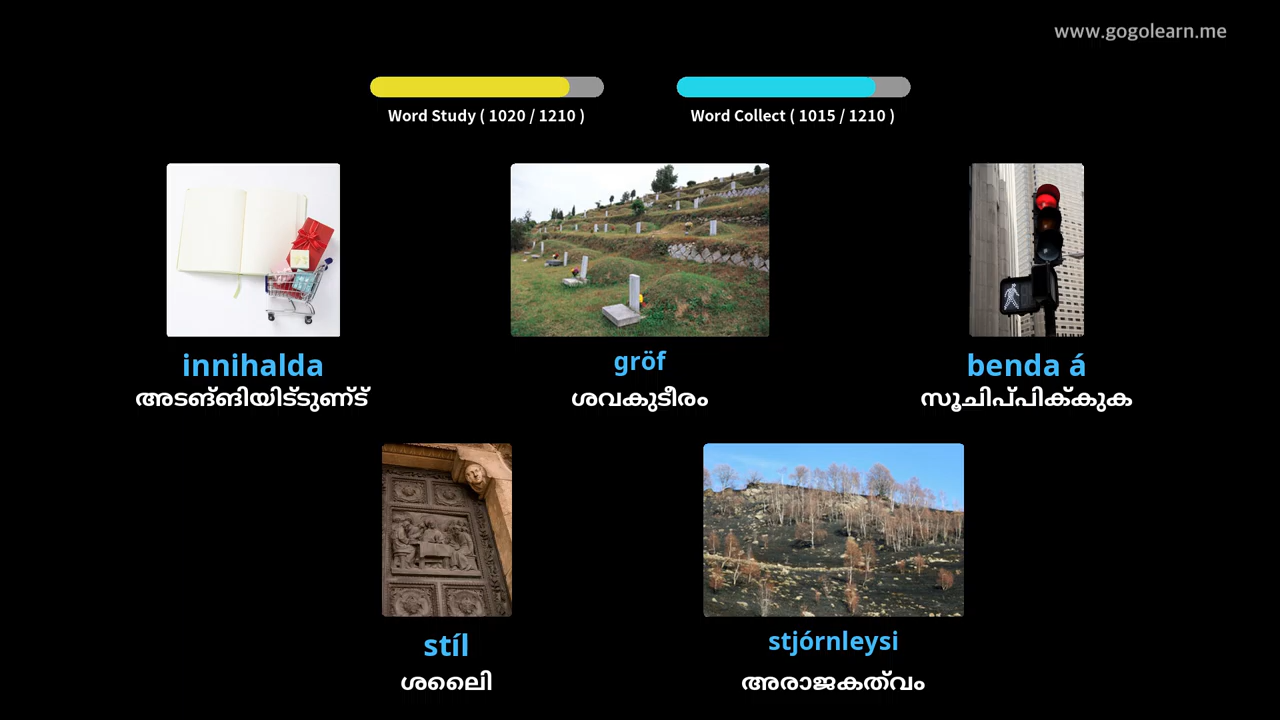 www.gogolearn.me
Word Study ( 1020 / 1210 )
Word Collect ( 1015 / 1210 )
innihalda
അടങ്ങിയിട്ടുണ്ട്
gröf
ശവകുടീരം
benda á
സൂചിപ്പിക്കുക
stíl
ശൈലി
stjórnleysi
അരാജകത്വം